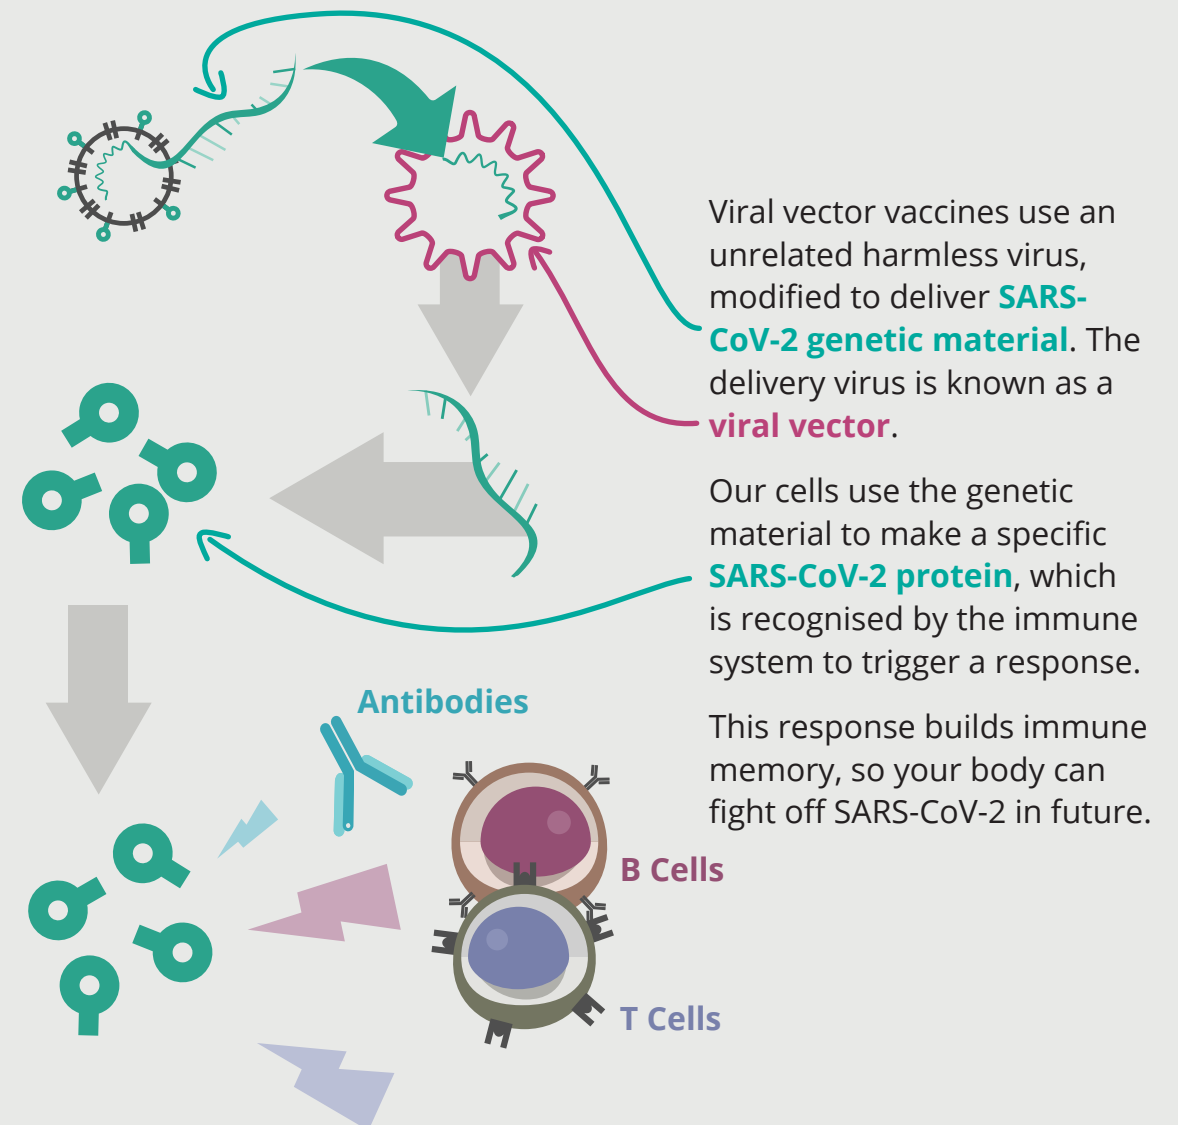 Viral vector vaccines use an
unrelated harmless virus,
modified to deliver SARS-
CoV-2 genetic material. The
delivery virus is known as a
viral vector.
Our cells use the genetic
material to make a specific
SARS-CoV-2 protein, which
is recognised by the immune
system to trigger a response.
This response builds immune
memory, so your body can
fight off SARS-CoV-2 in future.
Antibodies
B Cells
T Cells